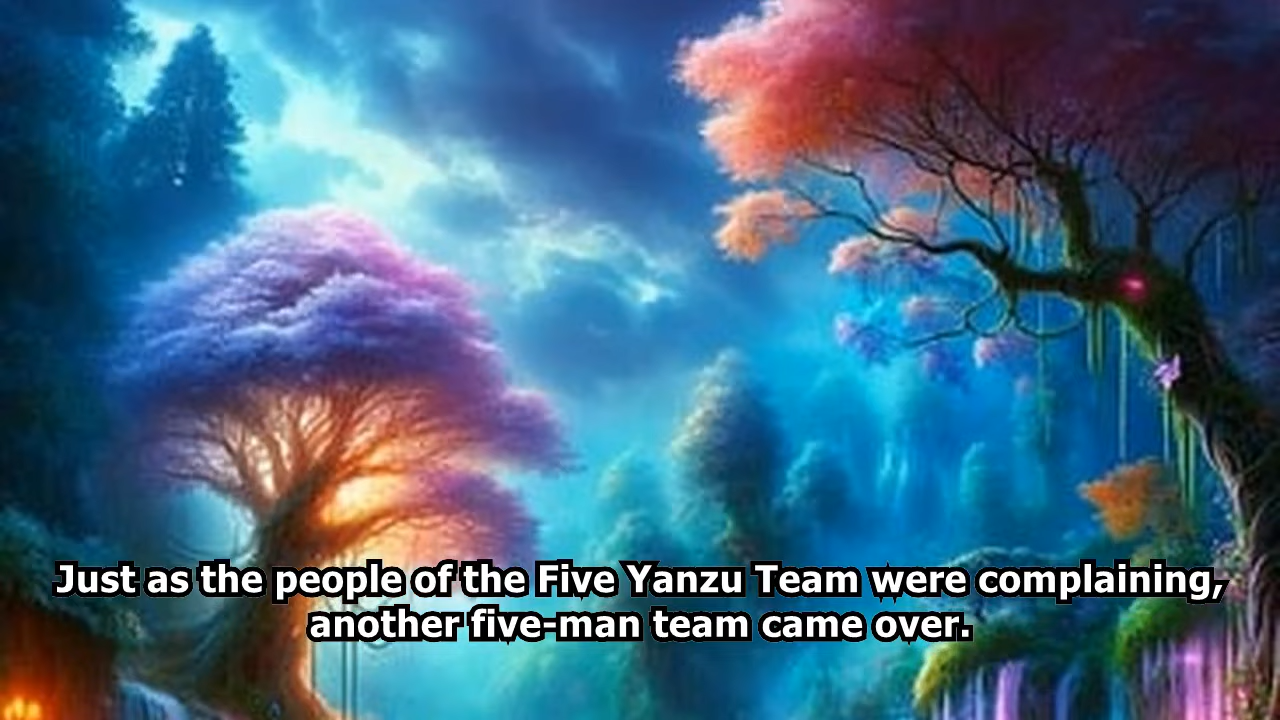 Just as the people of the Five Yanzu Team were complaining,
another five-man team came over.